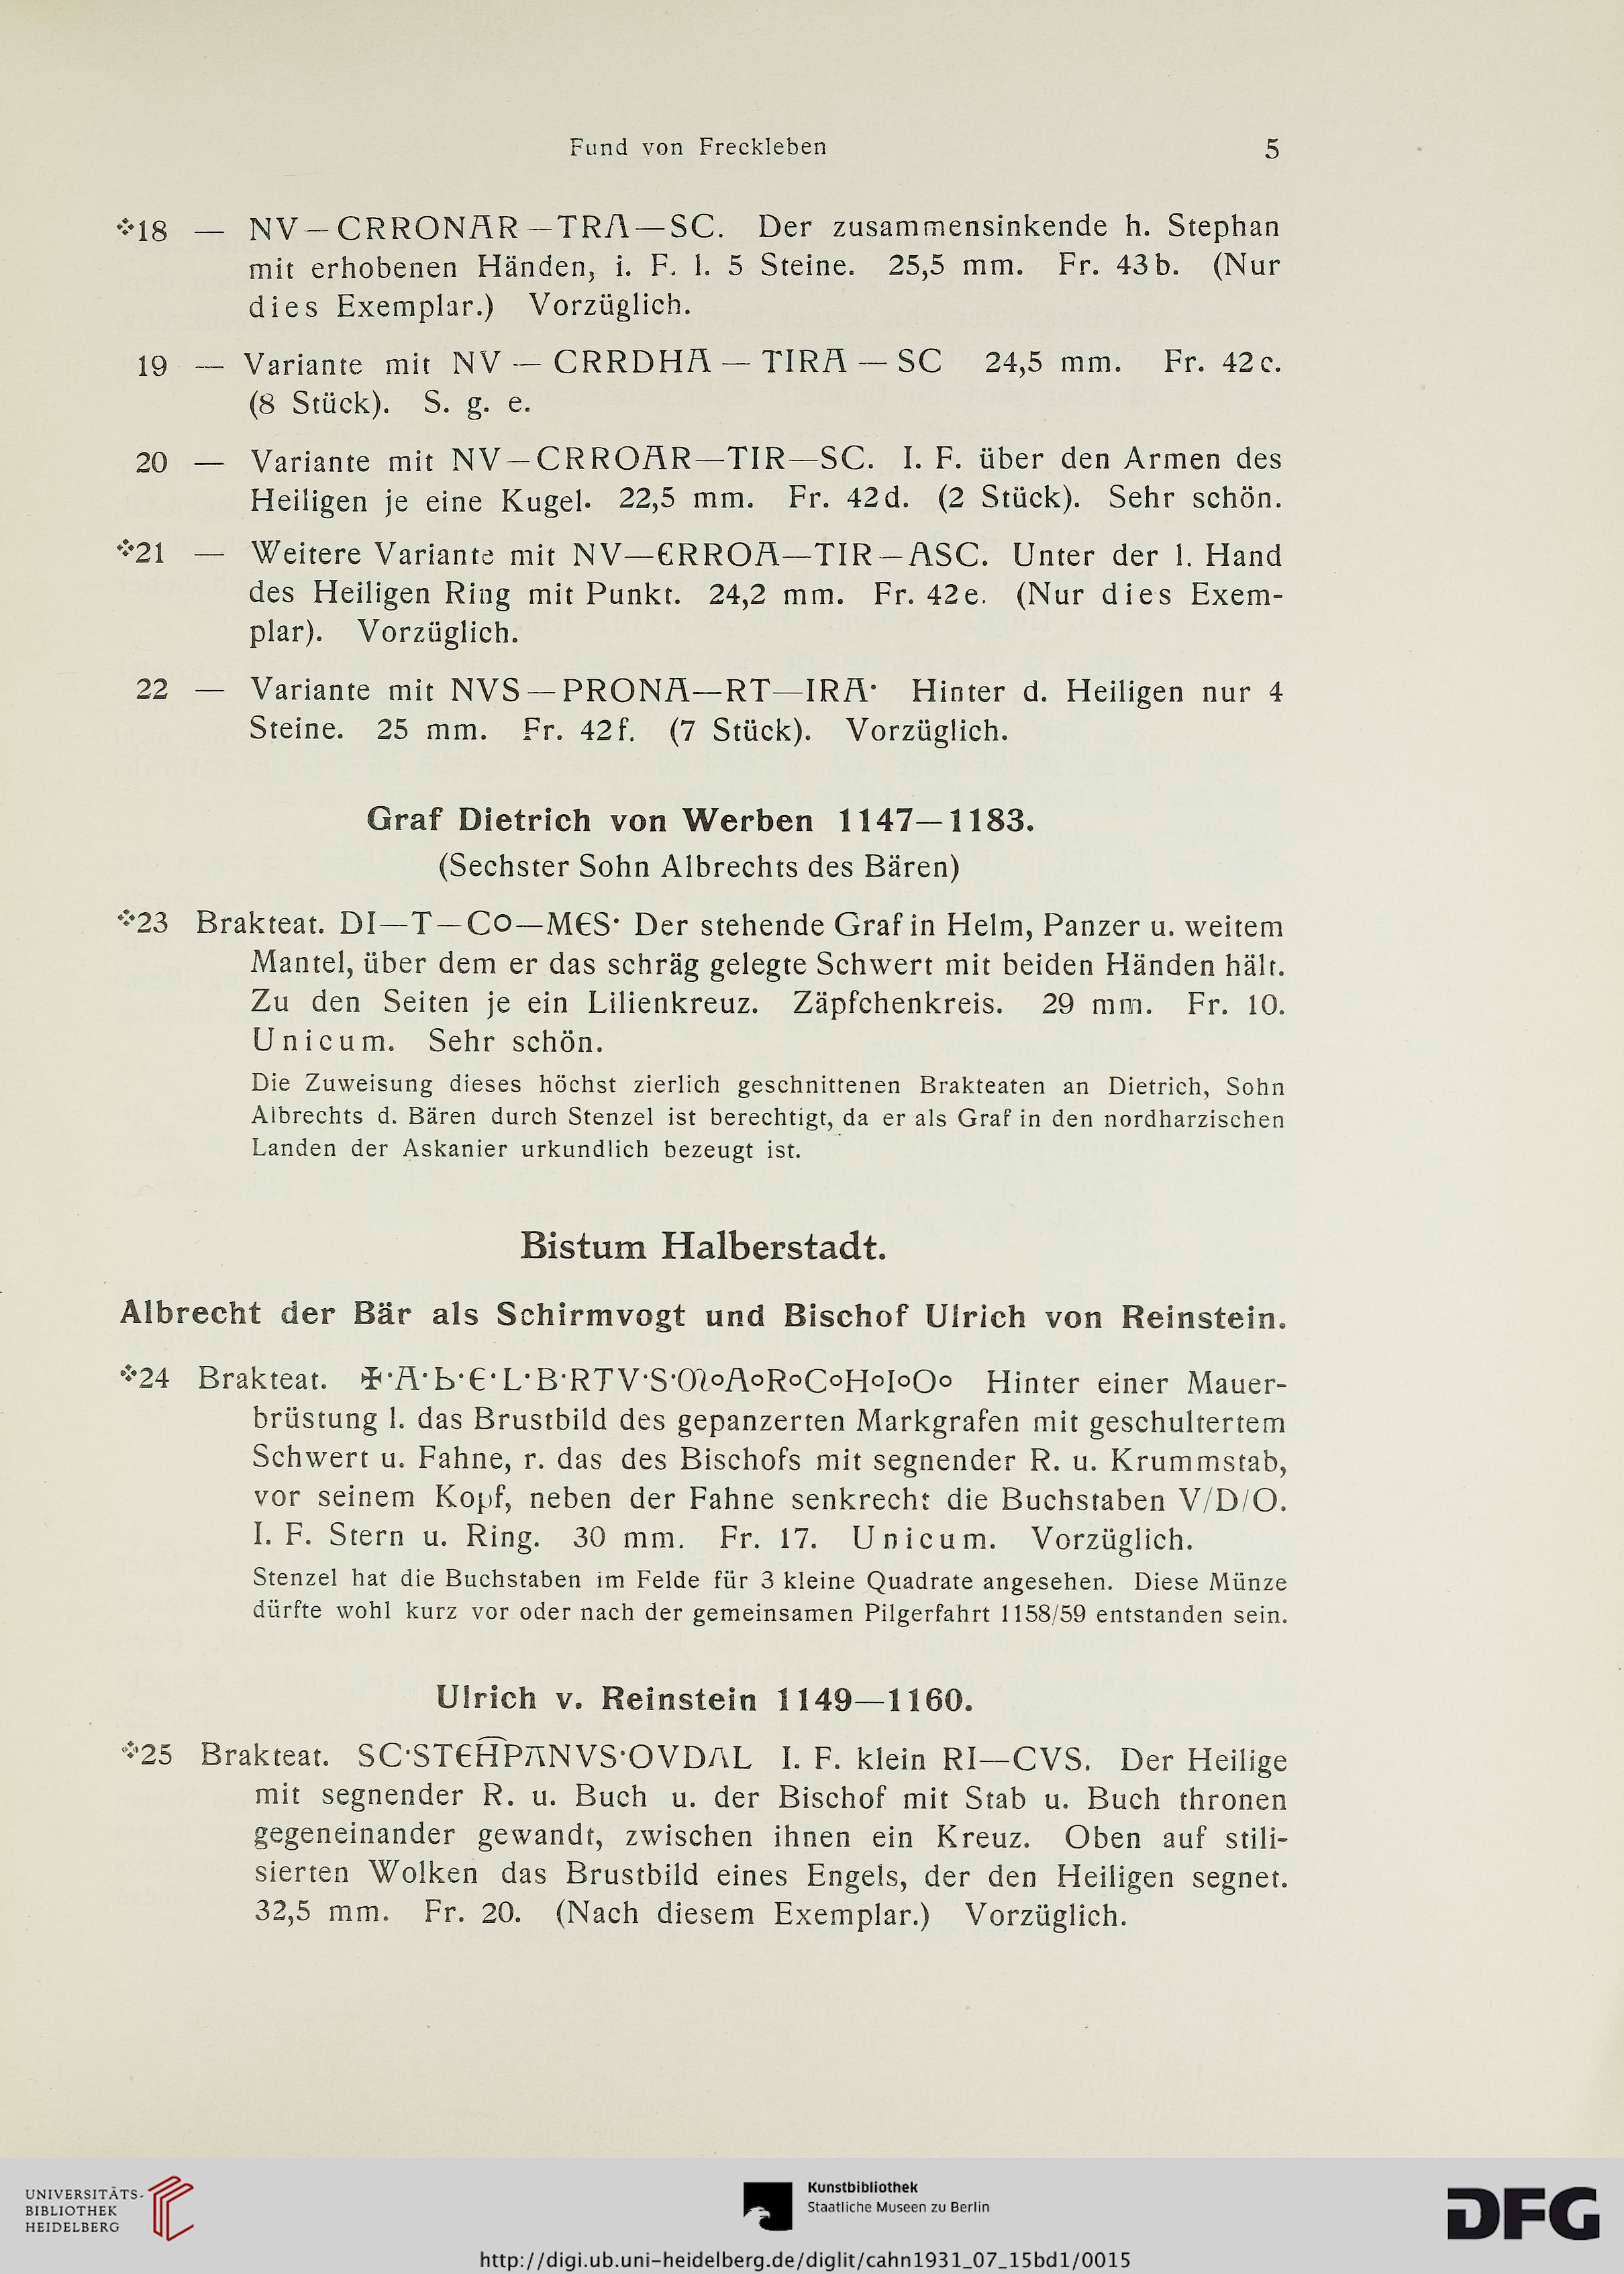 Fund von Freckleben 5
18 — NV—CRRONAR—TRA—SC. Der zusammensinkende h. Stephan
mit erhobenen Händen, i. F. l. 5 Steine. 25,5 mm. Fr. 43b. (Nur
dies Exemplar.) Vorzüglich.
19 — Variante mit NV — CRRDHA — TIRA — SC 24,5 mm. Fr. 42c.
(8 Stück). S. g. e.
20 — Variante mit NV—CRROAR—TIR—SC. I. F. über den Armen des
Heiligen je eine Kugel. 22,5 mm. Fr. 42d. (2 Stück). Sehr schön.
21 — Weitere Variante mit NV—ЄRROA—TIR—ASC. Unter der l. Hand
des Heiligen Ring mit Punkt. 24,2 mm. Fr. 42e. (Nur dies Exem-
plar). Vorzüglich.
22 — Variante mit NVS—PRONA—RT—IRA· Hinter d. Heiligen nur 4
Steine. 25 mm. Fr. 42f. (7 Stück). Vorzüglich.
Graf Dietrich von Werben 1147—1183.
(Sechster Sohn Albrechts des Bären)
23 Brakteat. DI—T—CO—MЄS· Der stehende Graf in Helm, Panzer u. weitem
Mantel, über dem er das schräg gelegte Schwert mit beiden Händen hält.
Zu den Seiten je ein Lilienkreuz. Zäpfchenkreis. 29 mm. Fr. 10.
Unicum. Sehr schön.
Die Zuweisung dieses höchst zierlich geschnittenen Brakteaten an Dietrich, Sohn
Albrechts d. Bären durch Stenzel ist berechtigt, da er als Graf in den nordharzischen
Landen der Askanier urkundlich bezeugt ist.
Bistum Halberstadt.
Albrecht der Bär als Schirmvogt und Bischof Ulrich von Reinstein.
24 Brakteat. ✠·A·Ь·Є·L·B·RTV·S·M∘A∘R∘C∘H∘I∘O∘ Hinter einer Mauer-
brüstung l. das Brustbild des gepanzerten Markgrafen mit geschultertem
Schwert u. Fahne, r. das des Bischofs mit segnender R. u. Krummstab,
vor seinem Kopf, neben der Fahne senkrecht die Buchstaben V/D/O.
I. F. Stern u. Ring. 30 mm. Fr. 17. Unicum. Vorzüglich.
Stenzel hat die Buchstaben im Felde für 3 kleine Quadrate angesehen. Diese Münze
dürfte wohl kurz vor oder nach der gemeinsamen Pilgerfahrt 1158/59 entstanden sein.
Ulrich v. Reinstein 1149—1160.
25 Brakteat. SC·STЄHPANVS·OVDAL I. F. klein RI—CVS. Der Heilige
mit segnender R. u. Buch u. der Bischof mit Stab u. Buch thronen
gegeneinander gewandt, zwischen ihnen ein Kreuz. Oben auf stili-
sierten Wolken das Brustbild eines Engels, der den Heiligen segnet.
32,5 mm. Fr. 20. (Nach diesem Exemplar.) Vorzüglich.
UNIVERSITÄTS-
BIBLIOTHEK
HEIDELBERG
Kunstbibliothek
Staatliche Museen zu Berlin
DFG
http://digi.ub.uni-heidelberg.de/diglit/cahn1931_07_15bd1/0015